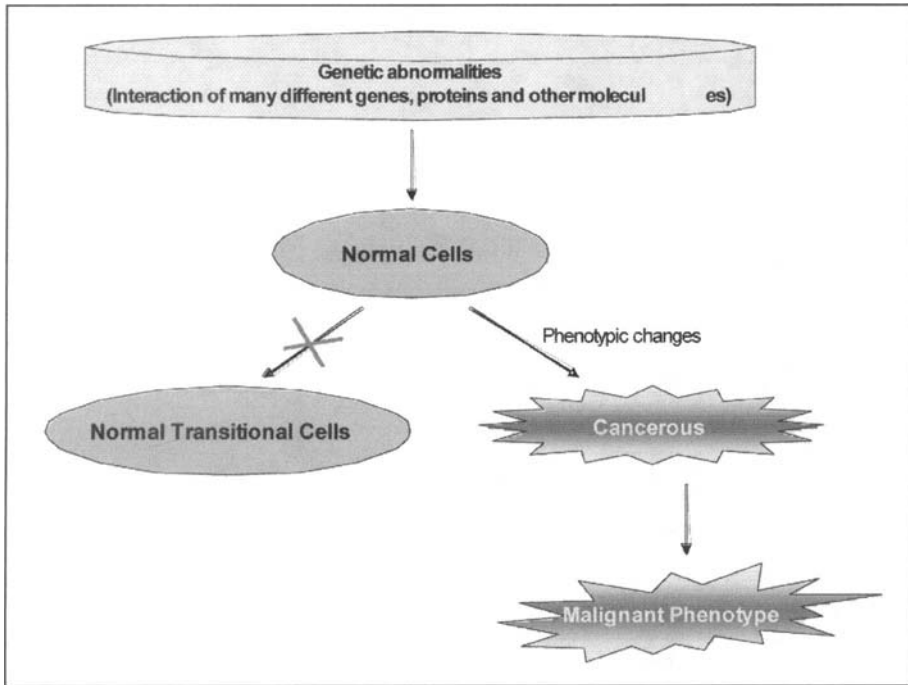 Genetic abnormalities
(Interaction of many different genes, proteins and other molecul es)
Normal Cells
Phenotypic changes
Normal Transitional Cells
Cancerous
Malignant Phenotype